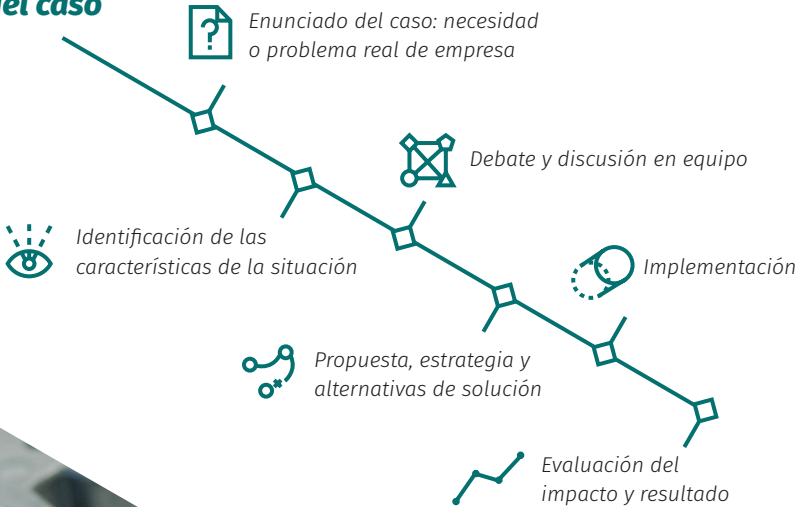 del caso
Enunciado del caso: necesidad
o problema real de empresa
Identificación de las
características de la situación
Debate y discusión en equipo
Propuesta, estrategia y
alternativas de solución
Implementación
Evaluación del
impacto y resultado